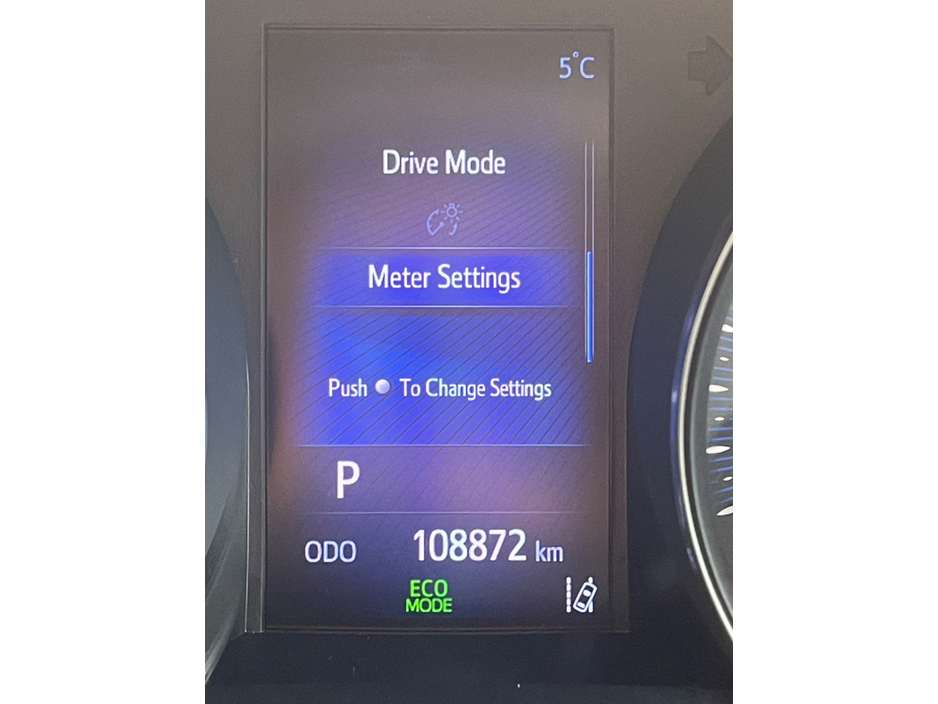 5°C
Drive Mode
Meter Settings
Push To Change Settings
P
ODO 108872 km
ECO
MODE